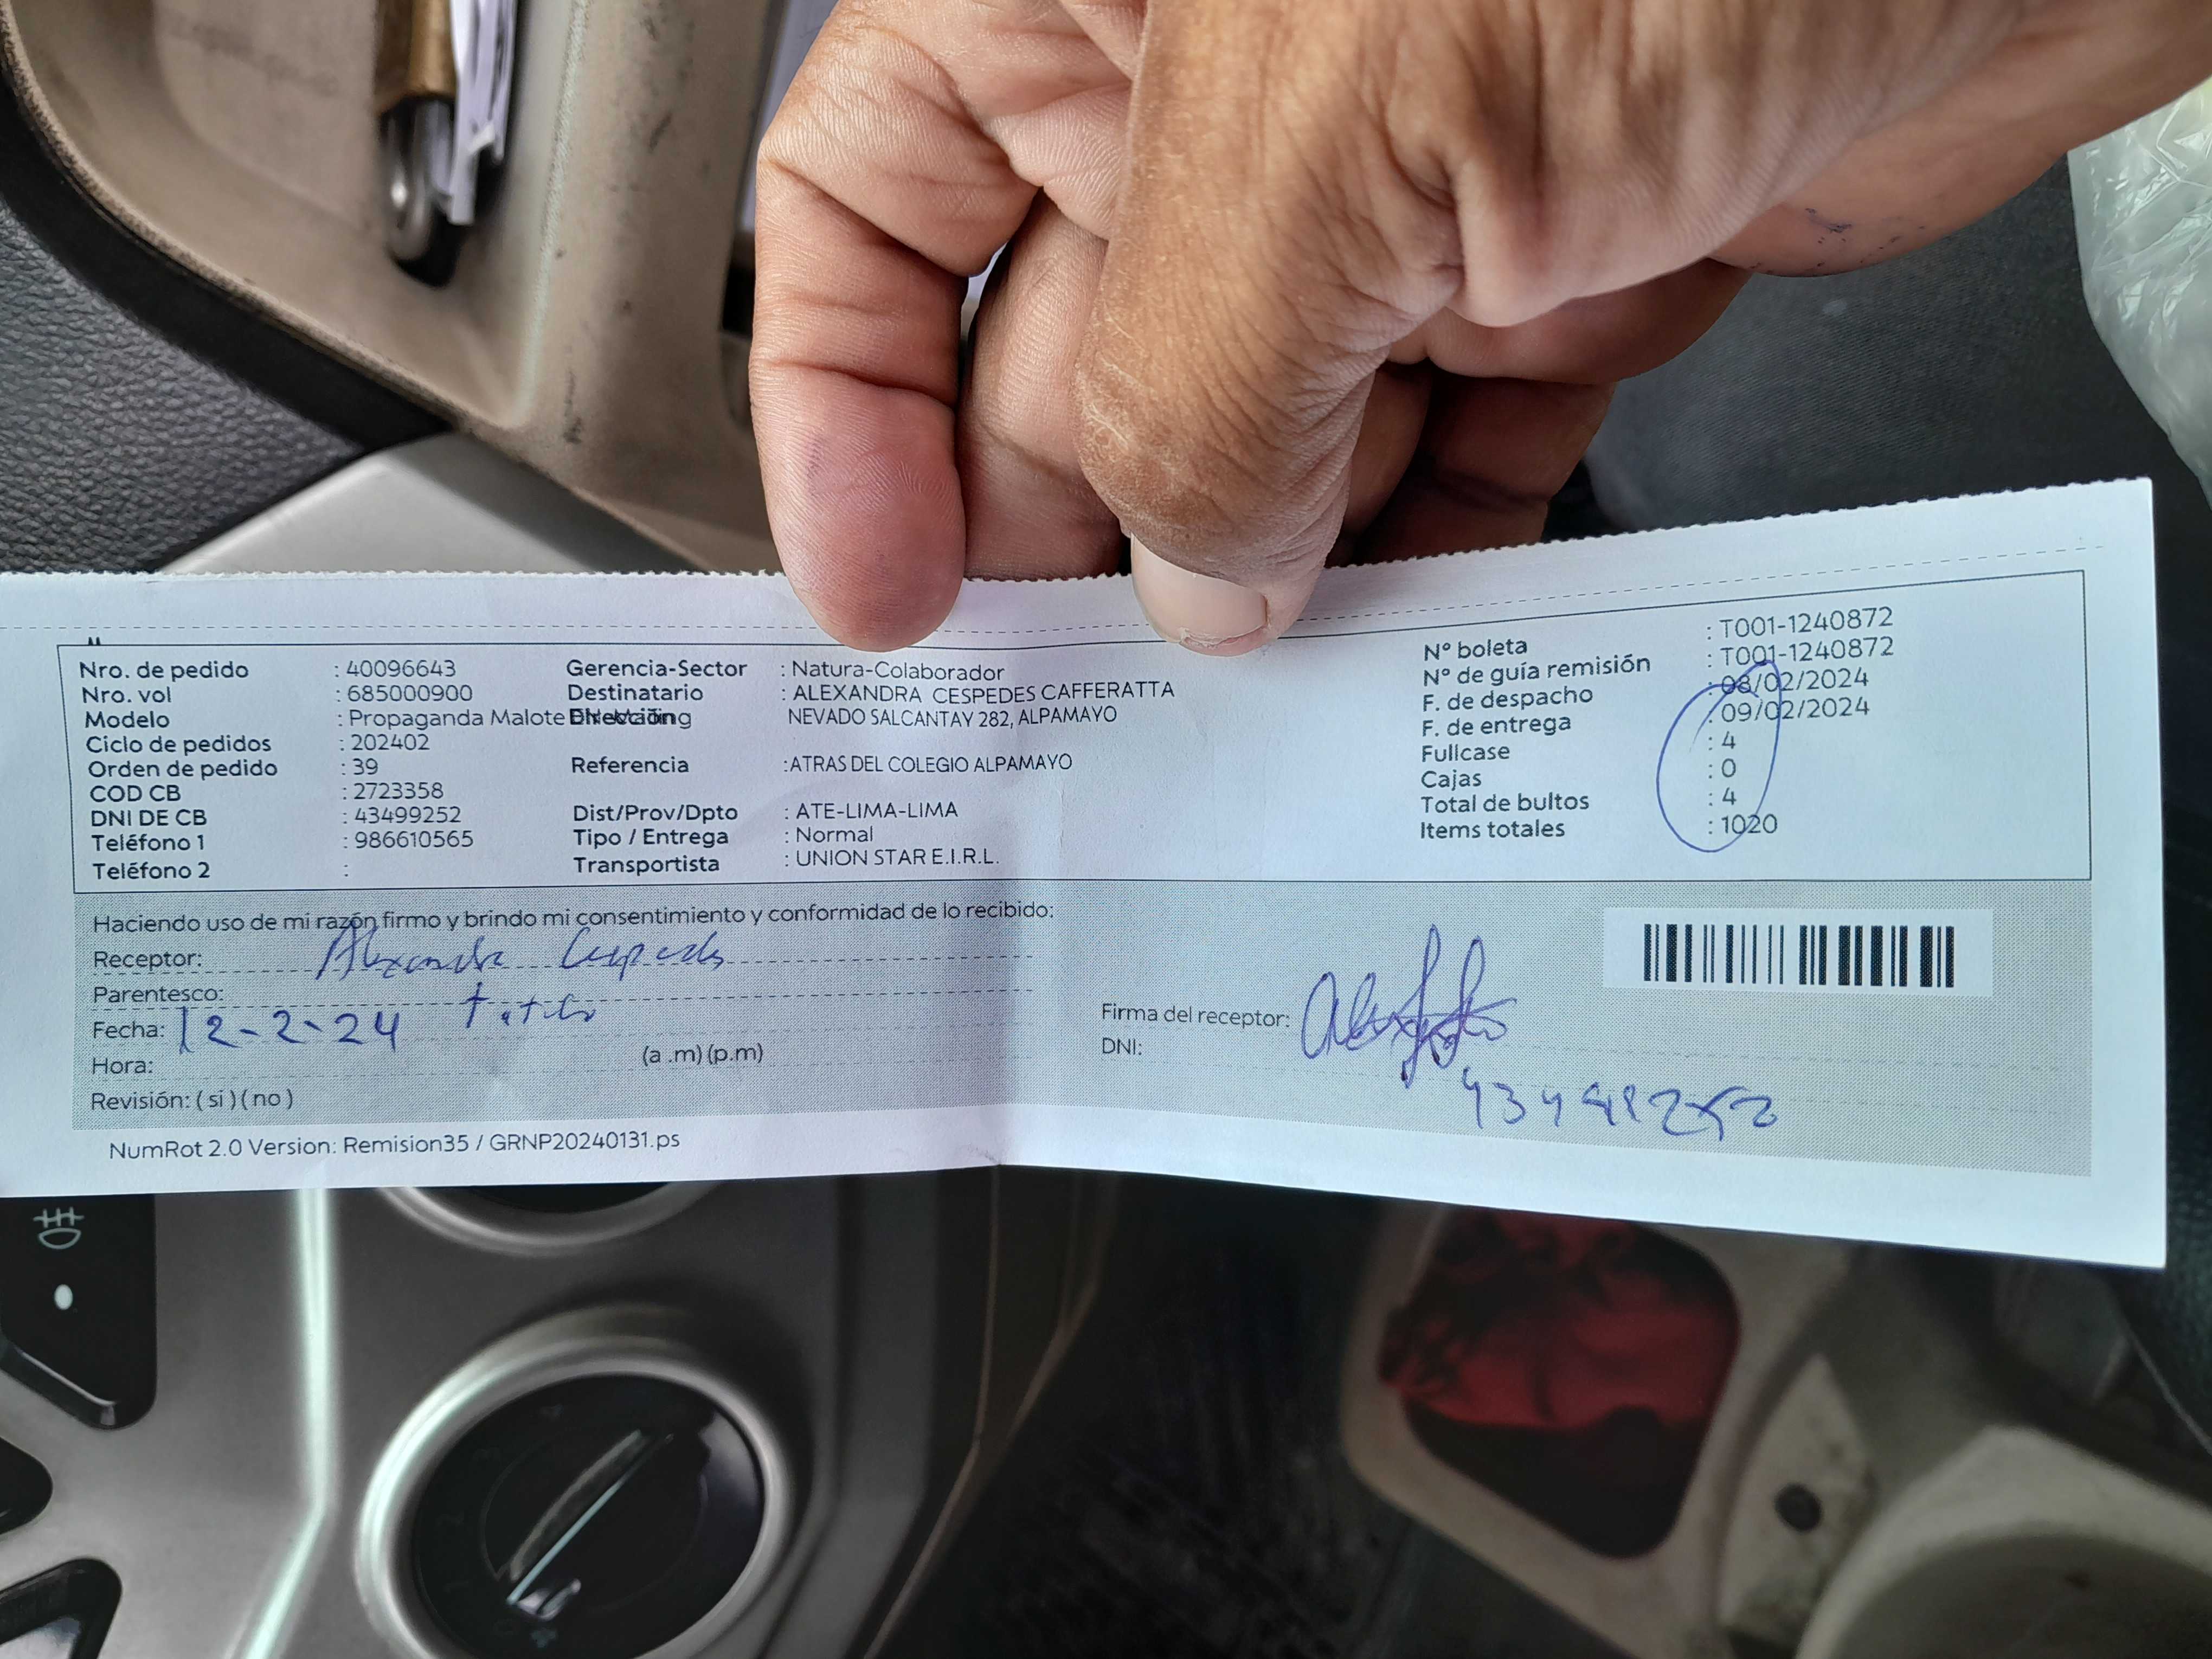 Nro. de pedido : 40096643 Gerencia-Sector : Natura-Colaborador Nº boleta : T001-1240872
Nro. vol : 685000900 Destinatario : ALEXANDRA CESPEDES CAFFERATTA Nº de guía remisión : T001-1240872
Modelo : Propaganda Malote Dirección NEVADO SALCANTAY 282, ALPAMAYO F. de despacho : 08/02/2024
Ciclo de pedidos : 202402 F. de entrega : 09/02/2024
Orden de pedido : 39 Referencia :ATRAS DEL COLEGIO ALPAMAYO Fullcase : 4
COD CB : 2723358 Cajas : 0
DNI DE CB : 43499252 Dist/Prov/Dpto : ATE-LIMA-LIMA Total de bultos : 4
Teléfono 1 : 986610565 Tipo / Entrega : Normal Items totales : 1020
Teléfono 2 : Transportista : UNION STAR E.I.R.L.
Haciendo uso de mi razón firmo y brindo mi consentimiento y conformidad de lo recibido:
Receptor: Alexandra Cespedes
Parentesco:
Fecha: 12-2-24
Firma del receptor:
Hora: (a .m) (p.m)
DNI: 43499252
Revisión: ( si ) ( no )
NumRot 2.0 Version: Remision35 / GRNP20240131.ps